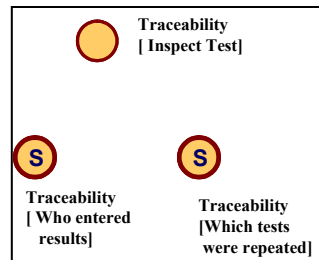 Traceability
[ Inspect Test]
S
S
Traceability
[ Who entered
results]
Traceability
[Which tests
were repeated]